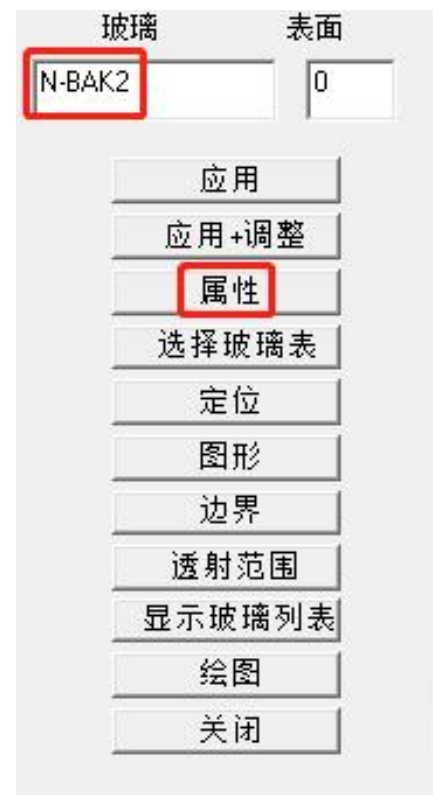 玻璃 表面
N-BAK2 0
应用
应用+调整
属性
选择玻璃表
定位
图形
边界
透射范围
显示玻璃列表
绘图
关闭